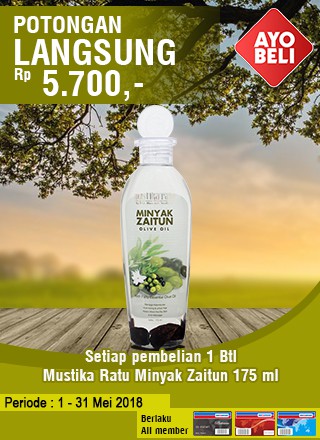 POTONGAN
LANGSUNG
Rp 5.700,-
AYO
BELI
MINYAK
ZAITUN
OLIVE OIL
Setiap pembelian 1 Btl
Mustika Ratu Minyak Zaitun 175 ml
Periode : 1 - 31 Mei 2018
Berlaku
All member